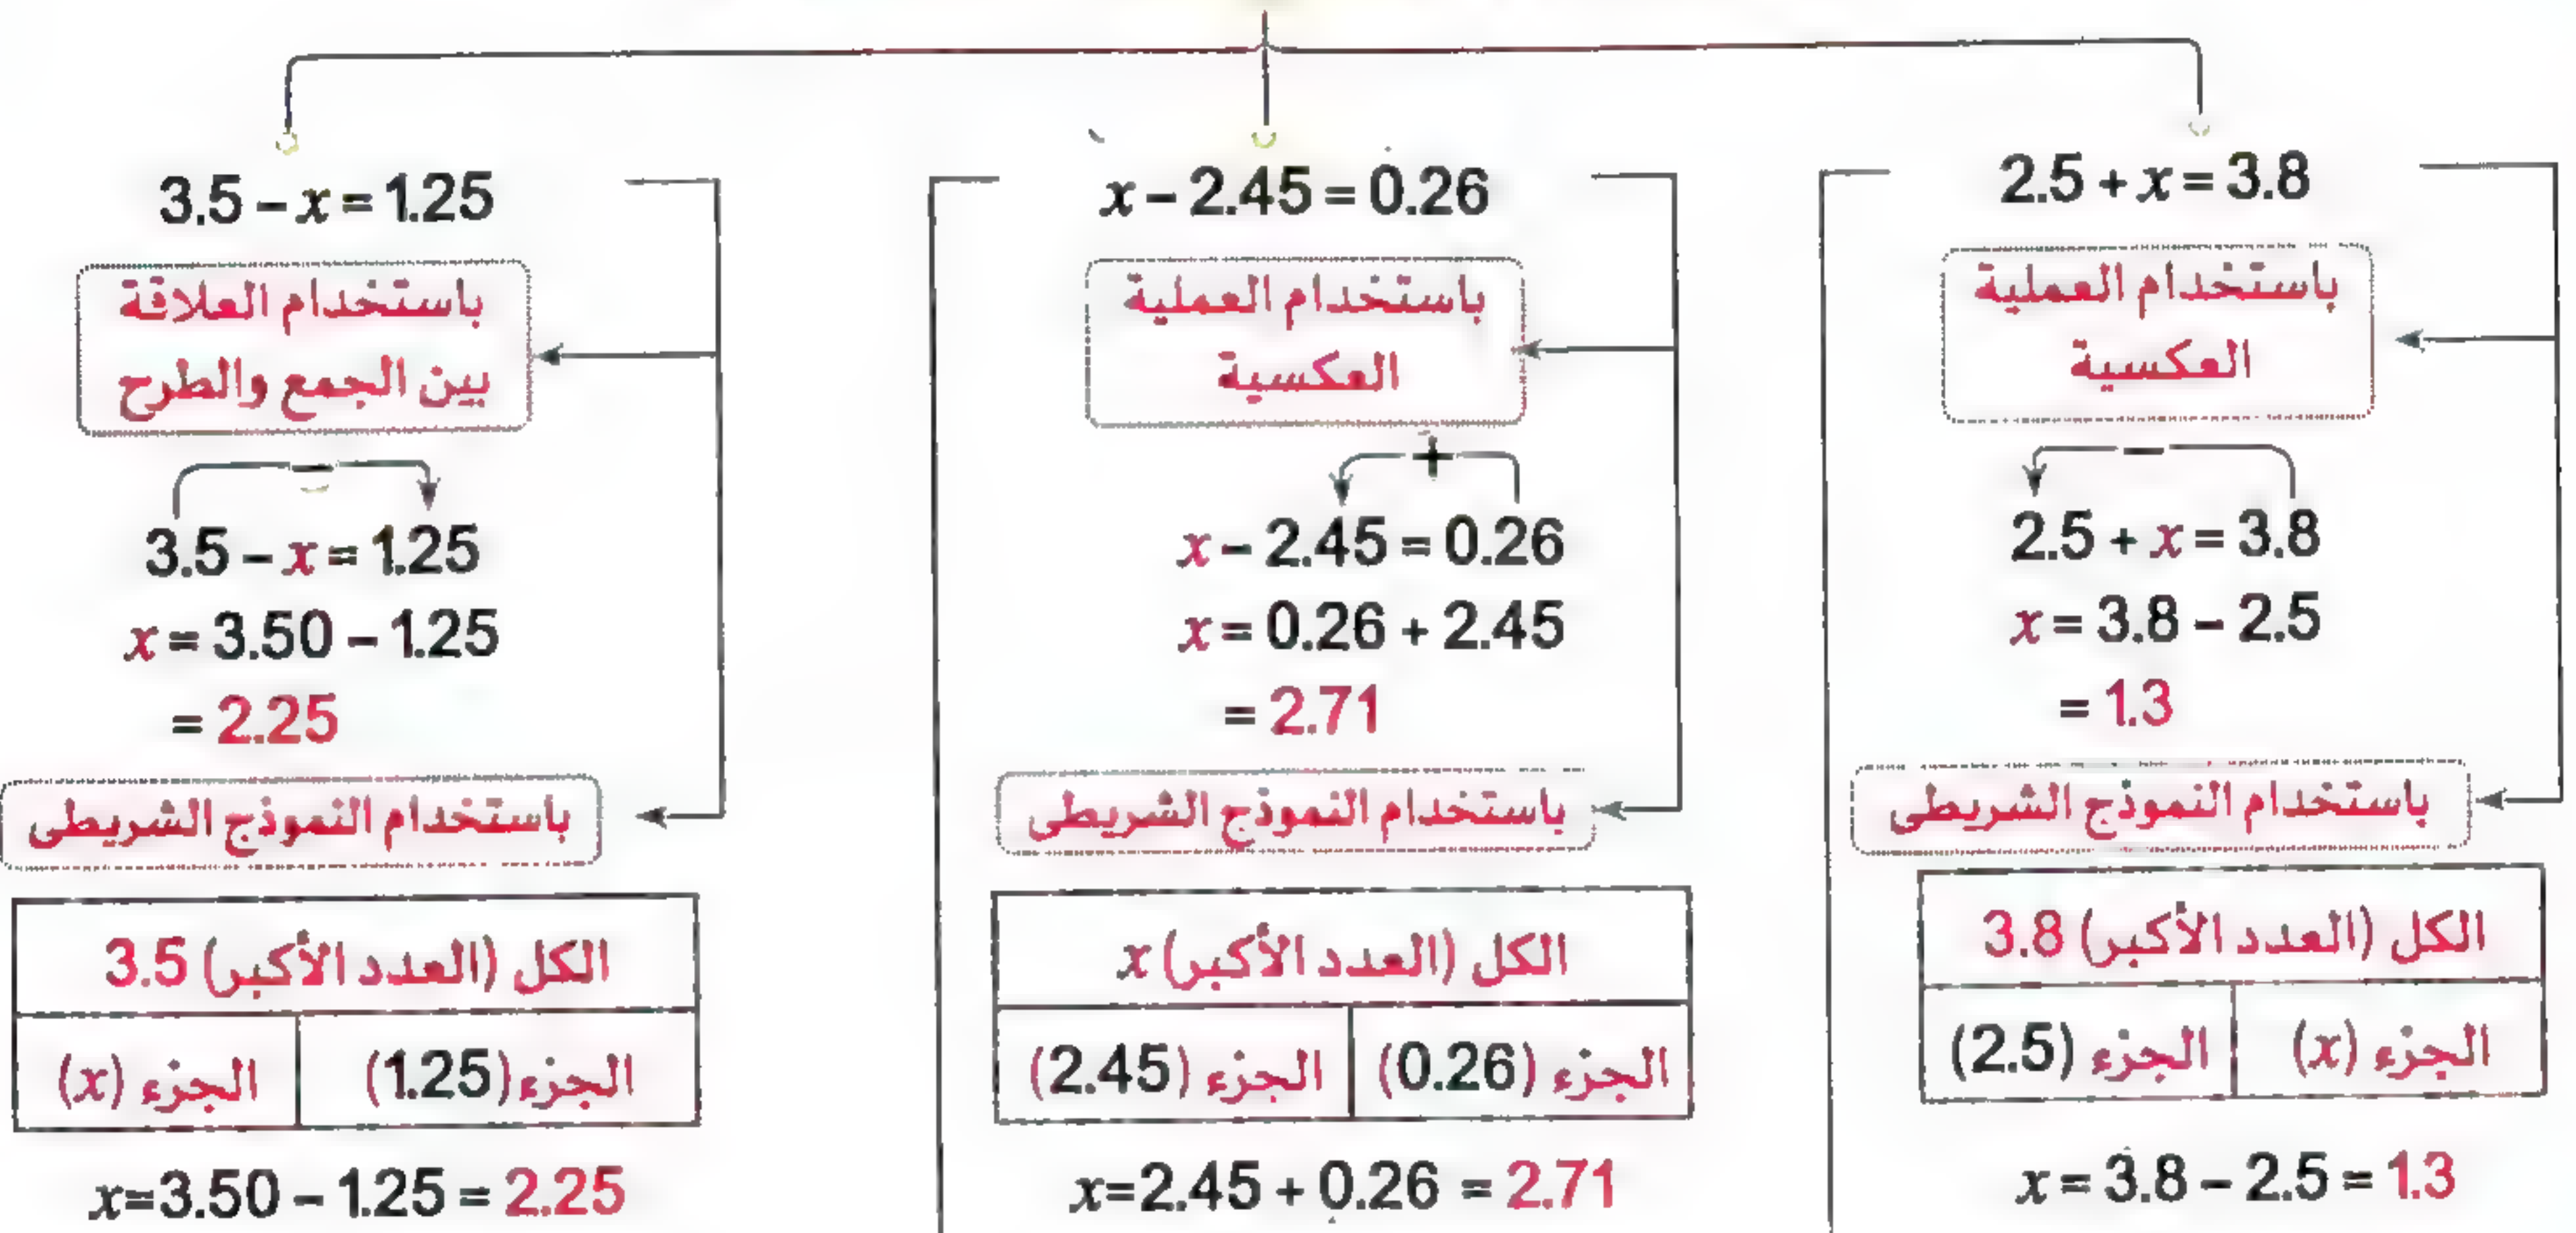 2.5 + x = 3.8
باستخدام العملية
العكسية
−
2.5 + x = 3.8
x = 3.8 − 2.5
= 1.3
باستخدام النموذج الشريطى
الكل (العدد الأكبر) 3.8
الجزء (x) الجزء (2.5)
x = 3.8 − 2.5 = 1.3
x − 2.45 = 0.26
باستخدام العملية
العكسية
+
x − 2.45 = 0.26
x = 0.26 + 2.45
= 2.71
باستخدام النموذج الشريطى
الكل (العدد الأكبر) x
الجزء (0.26) الجزء (2.45)
x=2.45 + 0.26 = 2.71
3.5 − x = 1.25
باستخدام العلاقة
بين الجمع والطرح
−
3.5 − x = 1.25
x = 3.50 − 1.25
= 2.25
باستخدام النموذج الشريطى
الكل (العدد الأكبر) 3.5
الجزء (1.25) الجزء (x)
x=3.50 − 1.25 = 2.25